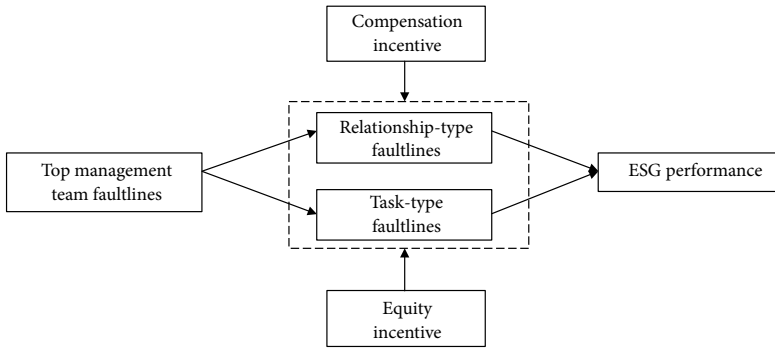 Compensation
incentive
Relationship-type
faultlines
Top management
team faultlines
ESG performance
Task-type
faultlines
Equity
incentive